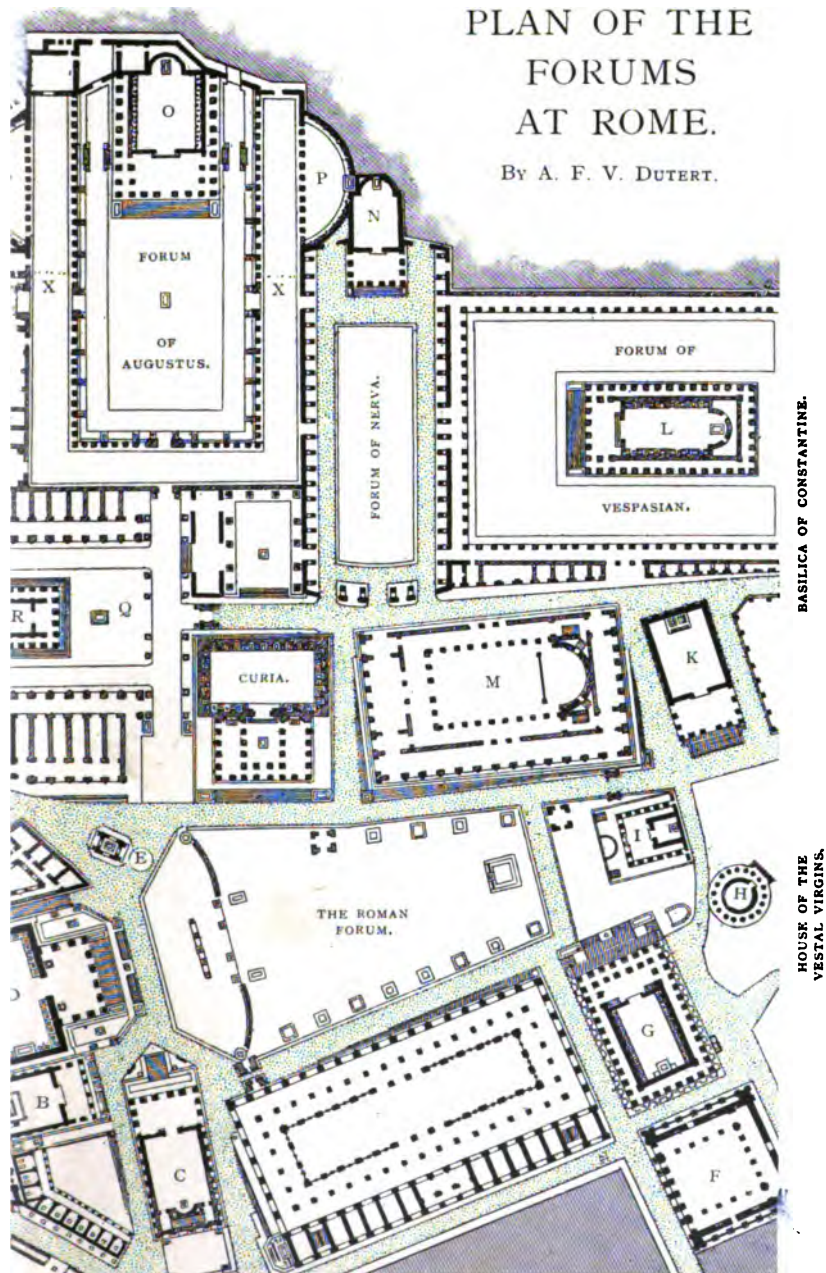 PLAN OF THE
FORUMS
AT ROME.
BY A. F. V. DUTERT.
O
P
N
FORUM
X
X
OF
AUGUSTUS.
FORUM OF NERVA.
FORUM OF
L
VESPASIAN.
BASILICA OF CONSTANTINE.
R
Q
CURIA.
M
K
E
I
THE ROMAN
FORUM.
H
HOUSE OF THE
VESTAL VIRGINS.
D
G
B
C
F